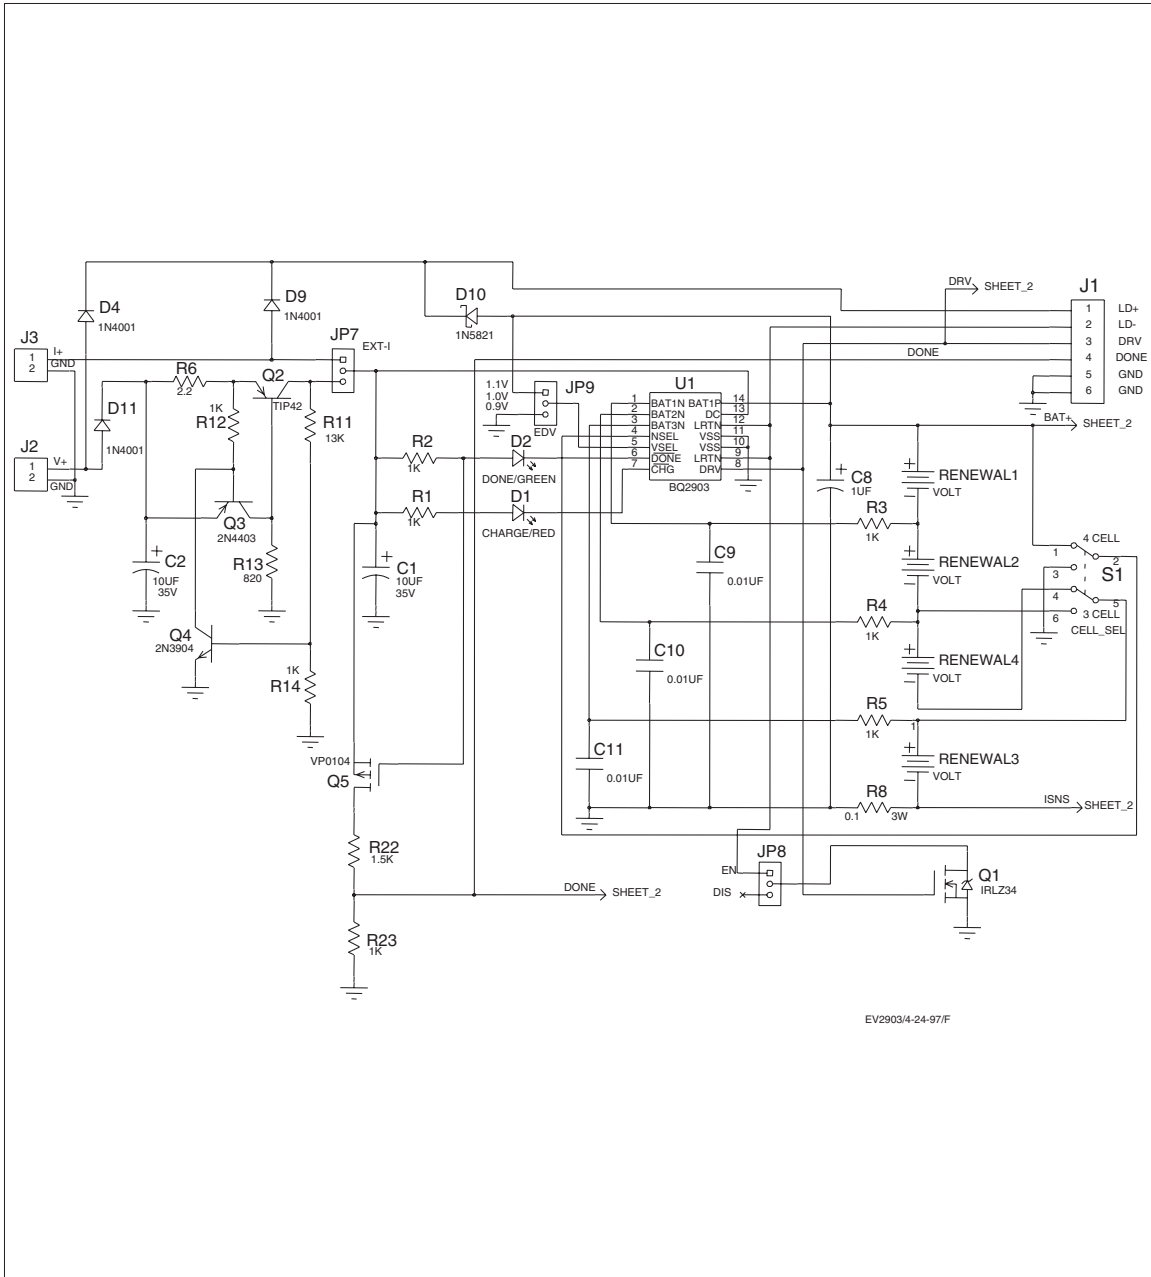 DRV
SHEET_2
J1
D4
1N4001
D9
1N4001
D10
1N5821
1 LD+
2 LD-
3 DRV
4 DONE
5 GND
6 GND
DONE
J3
1 I+
2 GND
JP7
EXT-I
R6
2.2
Q2
TIP42
D11
1N4001
1K
R12
R11
13K
1.1V
1.0V
0.9V
JP9
EDV
U1
1 BAT1N BAT1P 14
2 BAT2N DC 13
3 BAT3N LRTN 12
4 NSEL VSS 11
5 VSEL VSS 10
6 DONE LRTN 9
7 CHG DRV 8
BQ2903
BAT+
SHEET_2
J2
1 V+
2 GND
R2
1K
D2
DONE/GREEN
R1
1K
D1
CHARGE/RED
+
C8
1UF
+
RENEWAL1
VOLT
Q3
2N4403
R3
1K
+
C2
10UF
35V
R13
820
+
C1
10UF
35V
C9
0.01UF
+
RENEWAL2
VOLT
4 CELL
1
2
3
S1
4
5
3 CELL
6
CELL_SEL
Q4
2N3904
R4
1K
1K
R14
C10
0.01UF
+
RENEWAL4
VOLT
R5
1K
1
VP0104
Q5
C11
0.01UF
+
RENEWAL3
VOLT
R8
0.1 3W
ISNS
SHEET_2
R22
1.5K
JP8
EN
DIS
Q1
IRLZ34
DONE
SHEET_2
R23
1K
EV2903/4-24-97/F